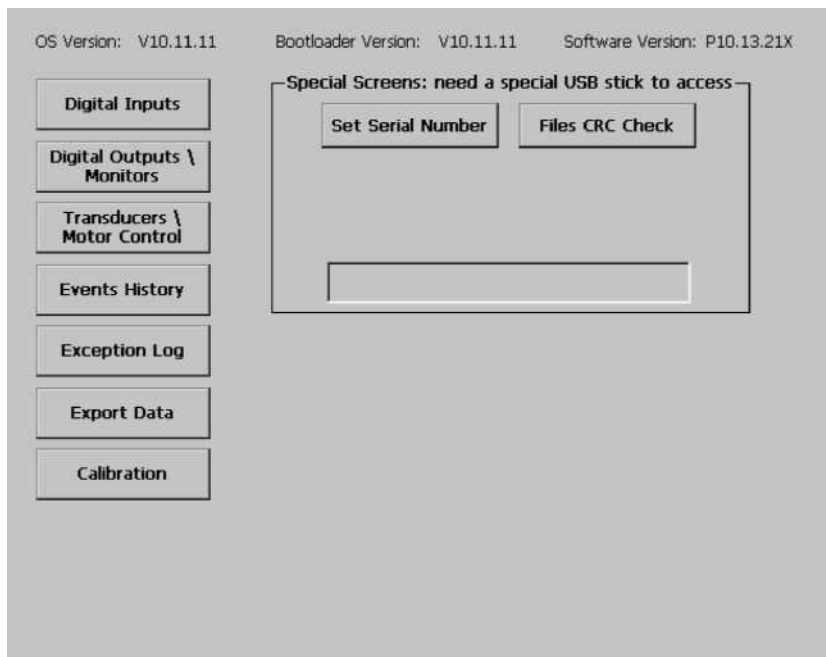 OS Version: V10.11.11 Bootloader Version: V10.11.11 Software Version: P10.13.21X
Special Screens: need a special USB stick to access
Digital Inputs
Set Serial Number
Files CRC Check
Digital Outputs \
Monitors
Transducers \
Motor Control
Events History
Exception Log
Export Data
Calibration